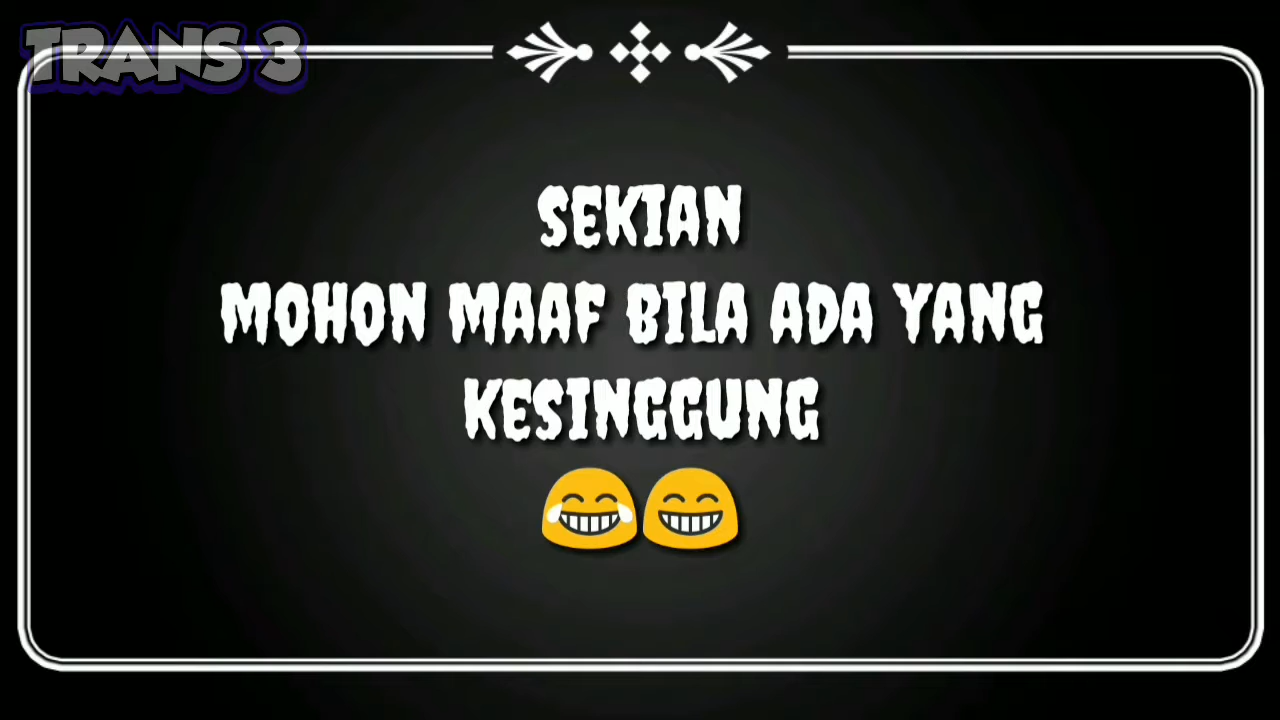 TRANS 3
SEKIAN
MOHON MAAF BILA ADA YANG
KESINGGUNG
😂😁